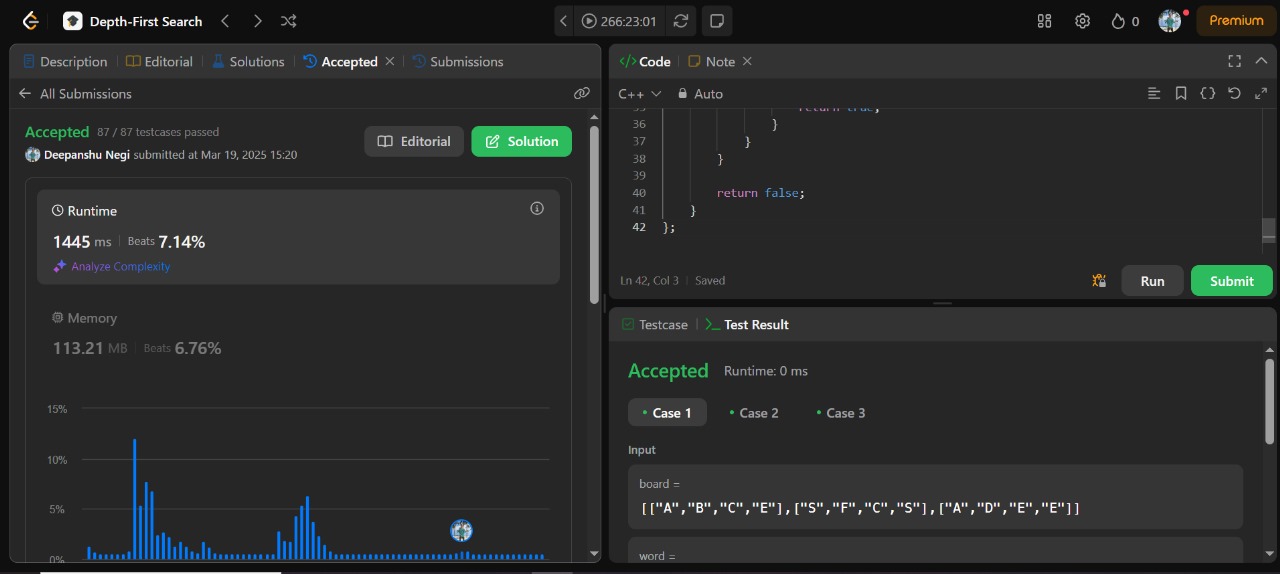 Depth-First Search
266:23:01
0
Premium
Description
Editorial
Solutions
Accepted
Submissions
All Submissions
Accepted 87 / 87 testcases passed
Deepanshu Negi submitted at Mar 19, 2025 15:20
Editorial
Solution
Runtime
1445 ms Beats 7.14%
Analyze Complexity
Memory
113.21 MB Beats 6.76%
15%
10%
5%
0%
</> Code
Note
C++
Auto
35 return true;
36 }
37 }
38 }
39
40 return false;
41 }
42 };
Ln 42, Col 3 Saved
Run
Submit
Testcase
Test Result
Accepted Runtime: 0 ms
• Case 1 • Case 2 • Case 3
Input
board =
[["A","B","C","E"],["S","F","C","S"],["A","D","E","E"]]
word =